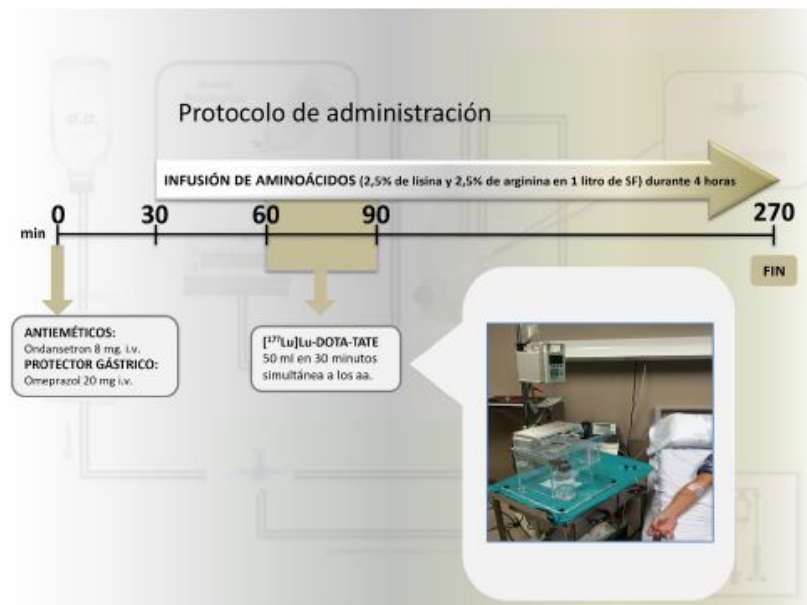 Protocolo de administración
INFUSIÓN DE AMINOÁCIDOS (2,5% de lisina y 2,5% de arginina en 1 litro de SF) durante 4 horas
0 30 60 90 270
min
FIN
ANTIEMÉTICOS:
Ondansetron 8 mg. i.v.
PROTECTOR GÁSTRICO:
Omeprazol 20 mg i.v.
[¹⁷⁷Lu]Lu-DOTA-TATE
50 ml en 30 minutos
simultánea a los aa.
a.a.